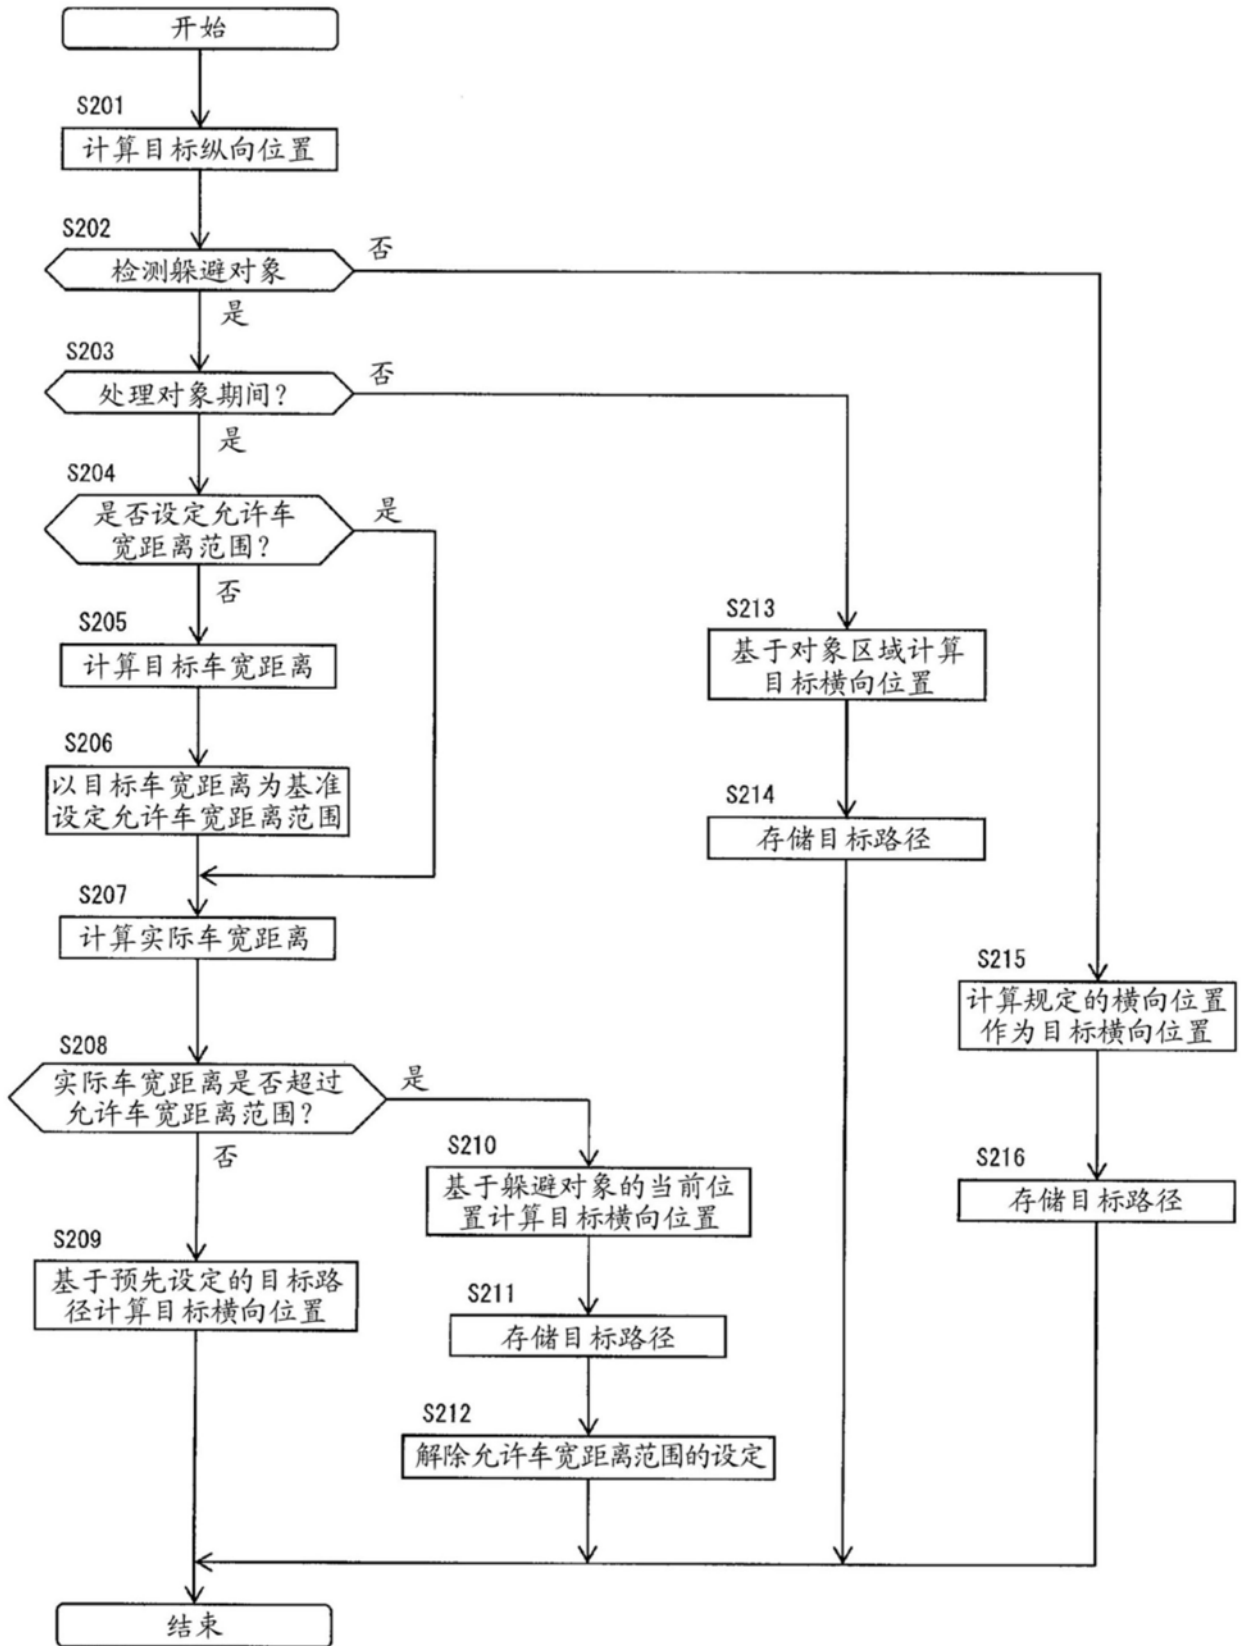 开始
S201
计算目标纵向位置
S202
检测躲避对象
否
是
S203
处理对象期间?
否
是
S204
是否设定允许车
宽距离范围?
是
否
S205
计算目标车宽距离
S206
以目标车宽距离为基准
设定允许车宽距离范围
S207
计算实际车宽距离
S208
实际车宽距离是否超过
允许车宽距离范围?
是
否
S209
基于预先设定的目标路
径计算目标横向位置
S210
基于躲避对象的当前位
置计算目标横向位置
S211
存储目标路径
S212
解除允许车宽距离范围的设定
S213
基于对象区域计算
目标横向位置
S214
存储目标路径
S215
计算规定的横向位置
作为目标横向位置
S216
存储目标路径
结束